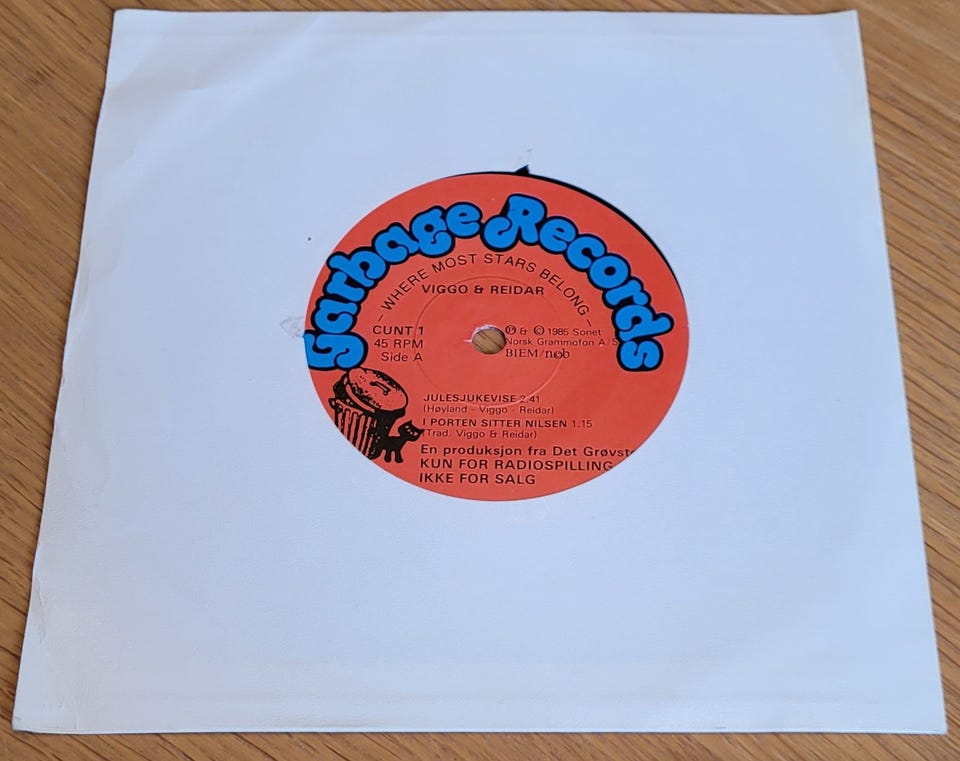 Garbage Records
- WHERE MOST STARS BELONG -
VIGGO & REIDAR
CUNT 1
45 RPM
Side A
℗ & © 1985 Sonet
Norsk Grammofon A/S
BIEM/nob
JULESJUKEVISE 2.41
(Høyland - Viggo - Reidar)
I PORTEN SITTER NILSEN 1.15
(Trad. Viggo & Reidar)
En produksjon fra Det
KUN FOR RADIOSPILLING
IKKE FOR SALG